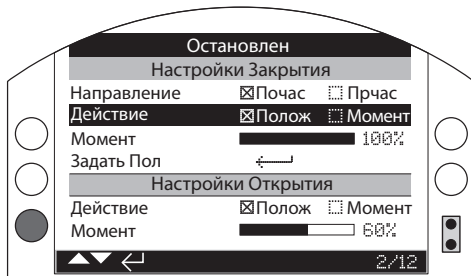 Остановлен
Настройки Закрытия
Направление Почас Прчас
Действие Полож Момент
Момент 100%
Задать Пол
Настройки Открытия
Действие Полож Момент
Момент 60%
2/12